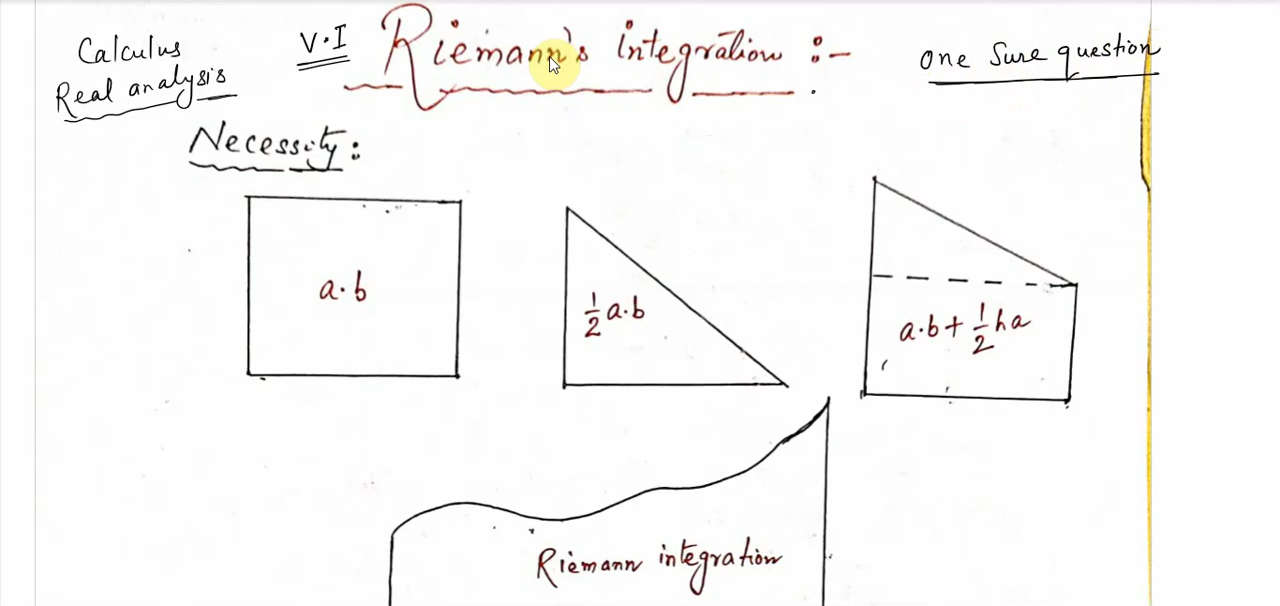 Calculus
Real analysis
V.I
Riemann's integration :-
one Sure question
Necessity:
a·b
1/2 a·b
a·b + 1/2 ha
Riemann integration